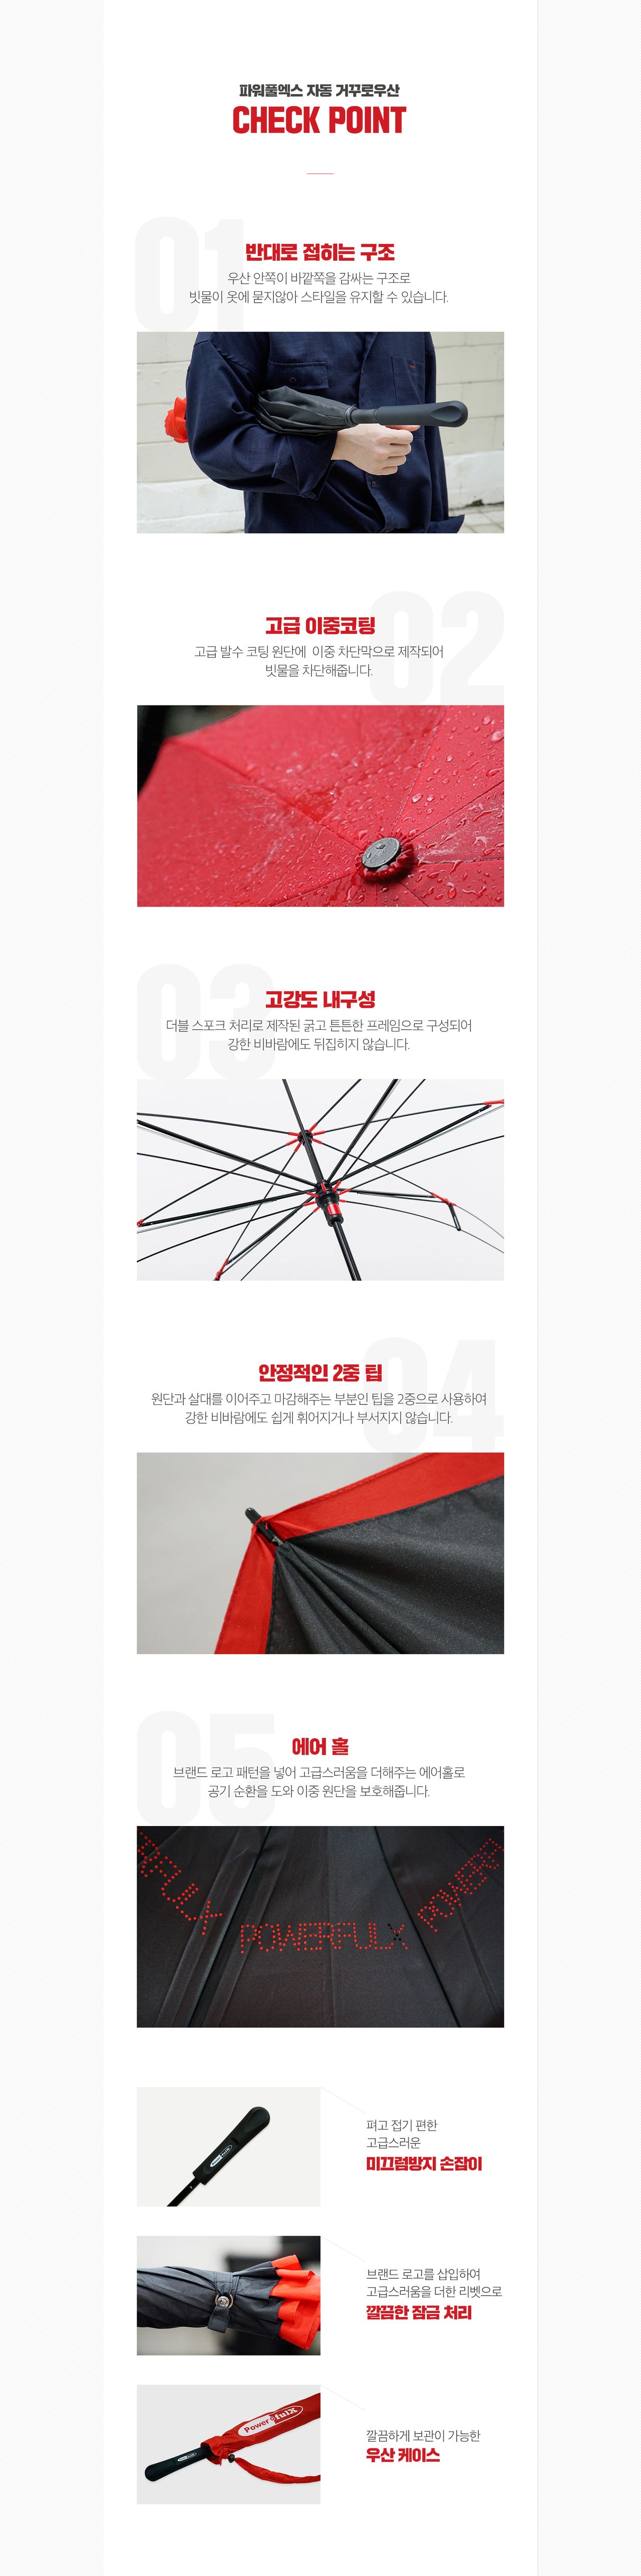 파워풀엑스 자동 거꾸로우산
CHECK POINT
01
반대로 접히는 구조
우산 안쪽이 바깥쪽을 감싸는 구조로
빗물이 옷에 묻지않아 스타일을 유지할 수 있습니다.
02
고급 이중코팅
고급 발수 코팅 원단에 이중 차단막으로 제작되어
빗물을 차단해줍니다.
03
고강도 내구성
더블 스포크 처리로 제작된 굵고 튼튼한 프레임으로 구성되어
강한 비바람에도 뒤집히지 않습니다.
04
안정적인 2중 팁
원단과 살대를 이어주고 마감해주는 부분인 팁을 2중으로 사용하여
강한 비바람에도 쉽게 휘어지거나 부서지지 않습니다.
05
에어 홀
브랜드 로고 패턴을 넣어 고급스러움을 더해주는 에어홀로
공기 순환을 도와 이중 원단을 보호해줍니다.
POWERFULX
펴고 접기 편한
고급스러운
미끄럼방지 손잡이
브랜드 로고를 삽입하여
고급스러움을 더한 리벳으로
깔끔한 잠금 처리
PowerfulX
깔끔하게 보관이 가능한
우산 케이스